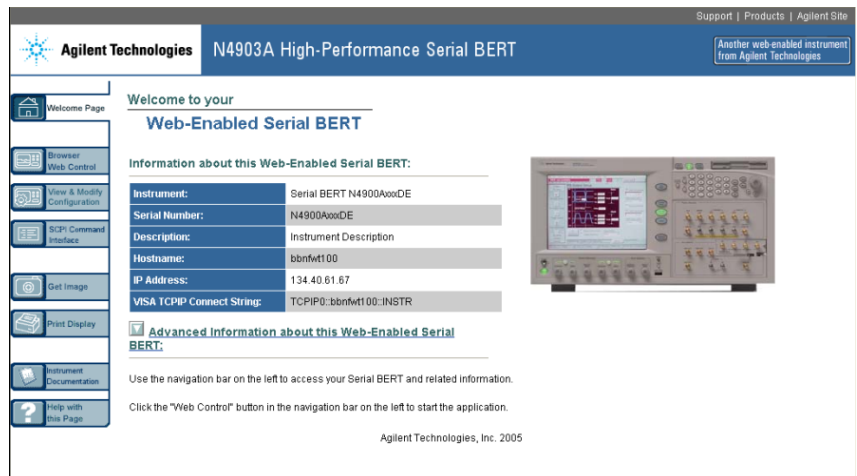 Support | Products | Agilent Site
Agilent Technologies
N4903A High-Performance Serial BERT
Another web-enabled instrument
from Agilent Technologies
Welcome Page
Browser
Web Control
View & Modify
Configuration
SCPI Command
Interface
Get Image
Print Display
Instrument
Documentation
Help with
this Page
Welcome to your
Web-Enabled Serial BERT
Information about this Web-Enabled Serial BERT:
Instrument: Serial BERT N4900AxxxDE
Serial Number: N4900AxxxDE
Description: Instrument Description
Hostname: bbnfwt100
IP Address: 134.40.61.67
VISA TCPIP Connect String: TCPIP0::bbnfwt100::INSTR
Advanced Information about this Web-Enabled Serial
BERT:
Use the navigation bar on the left to access your Serial BERT and related information.
Click the "Web Control" button in the navigation bar on the left to start the application.
Agilent Technologies, Inc. 2005